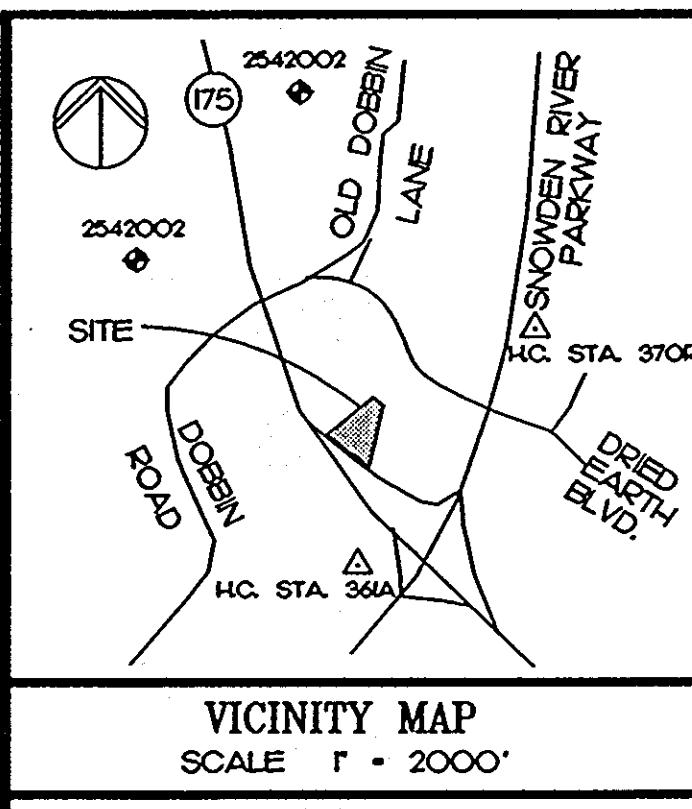 2542002
175
OLD DOBBIN
LANE
SNOWDEN RIVER
PARKWAY
2542002
SITE
H.C. STA. 370R
DOBBIN
ROAD
DRIED
EARTH
BLVD.
H.C. STA. 361A
VICINITY MAP
SCALE 1" = 2000'